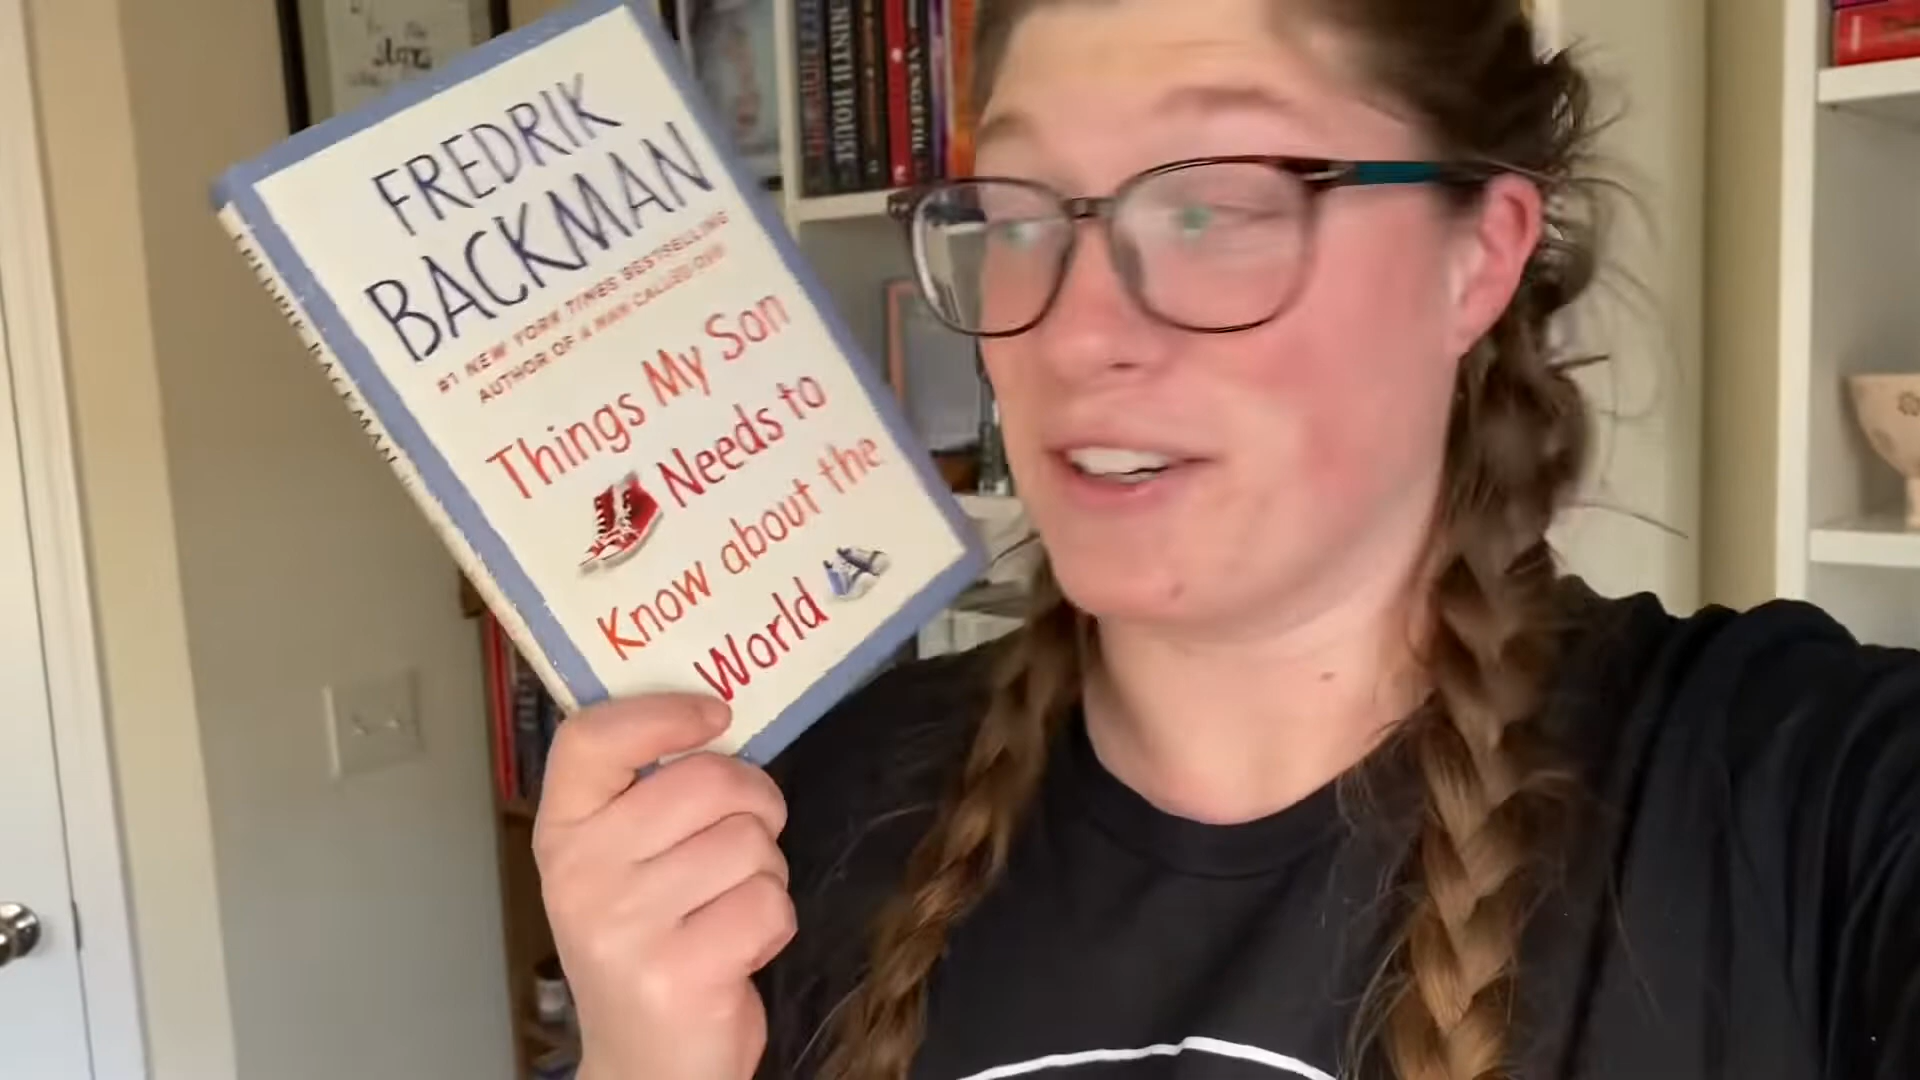 FREDRIK
BACKMAN
#1 NEW YORK TIMES BESTSELLING
AUTHOR OF A MAN CALLED OVE
Things My Son
Needs to
Know about the
World
FREDRIK BACKMAN
VENGEFUL